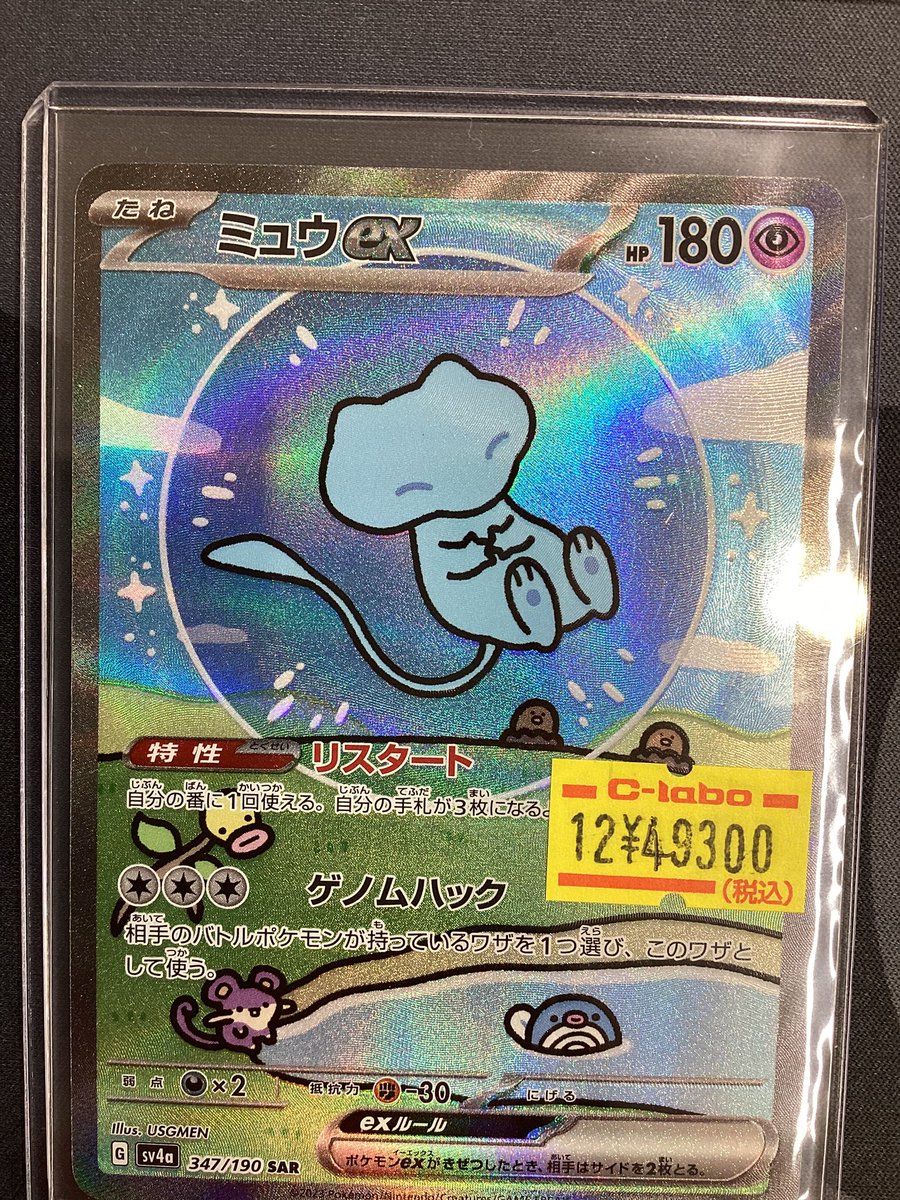 たね ミュウex HP 180
特性 とくせい リスタート
自分の番に1回使える。自分の手札が3枚になる
C-labo
12¥49300
(税込)
ゲノムハック
相手のバトルポケモンが持っているワザを1つ選び、このワザと
して使う。
弱点 ×2 抵抗力 -30 にげる
Illus. USGMEN
exルール
G sv4a 347/190 SAR
ポケモンexがきぜつしたとき、相手はサイドを2枚とる。